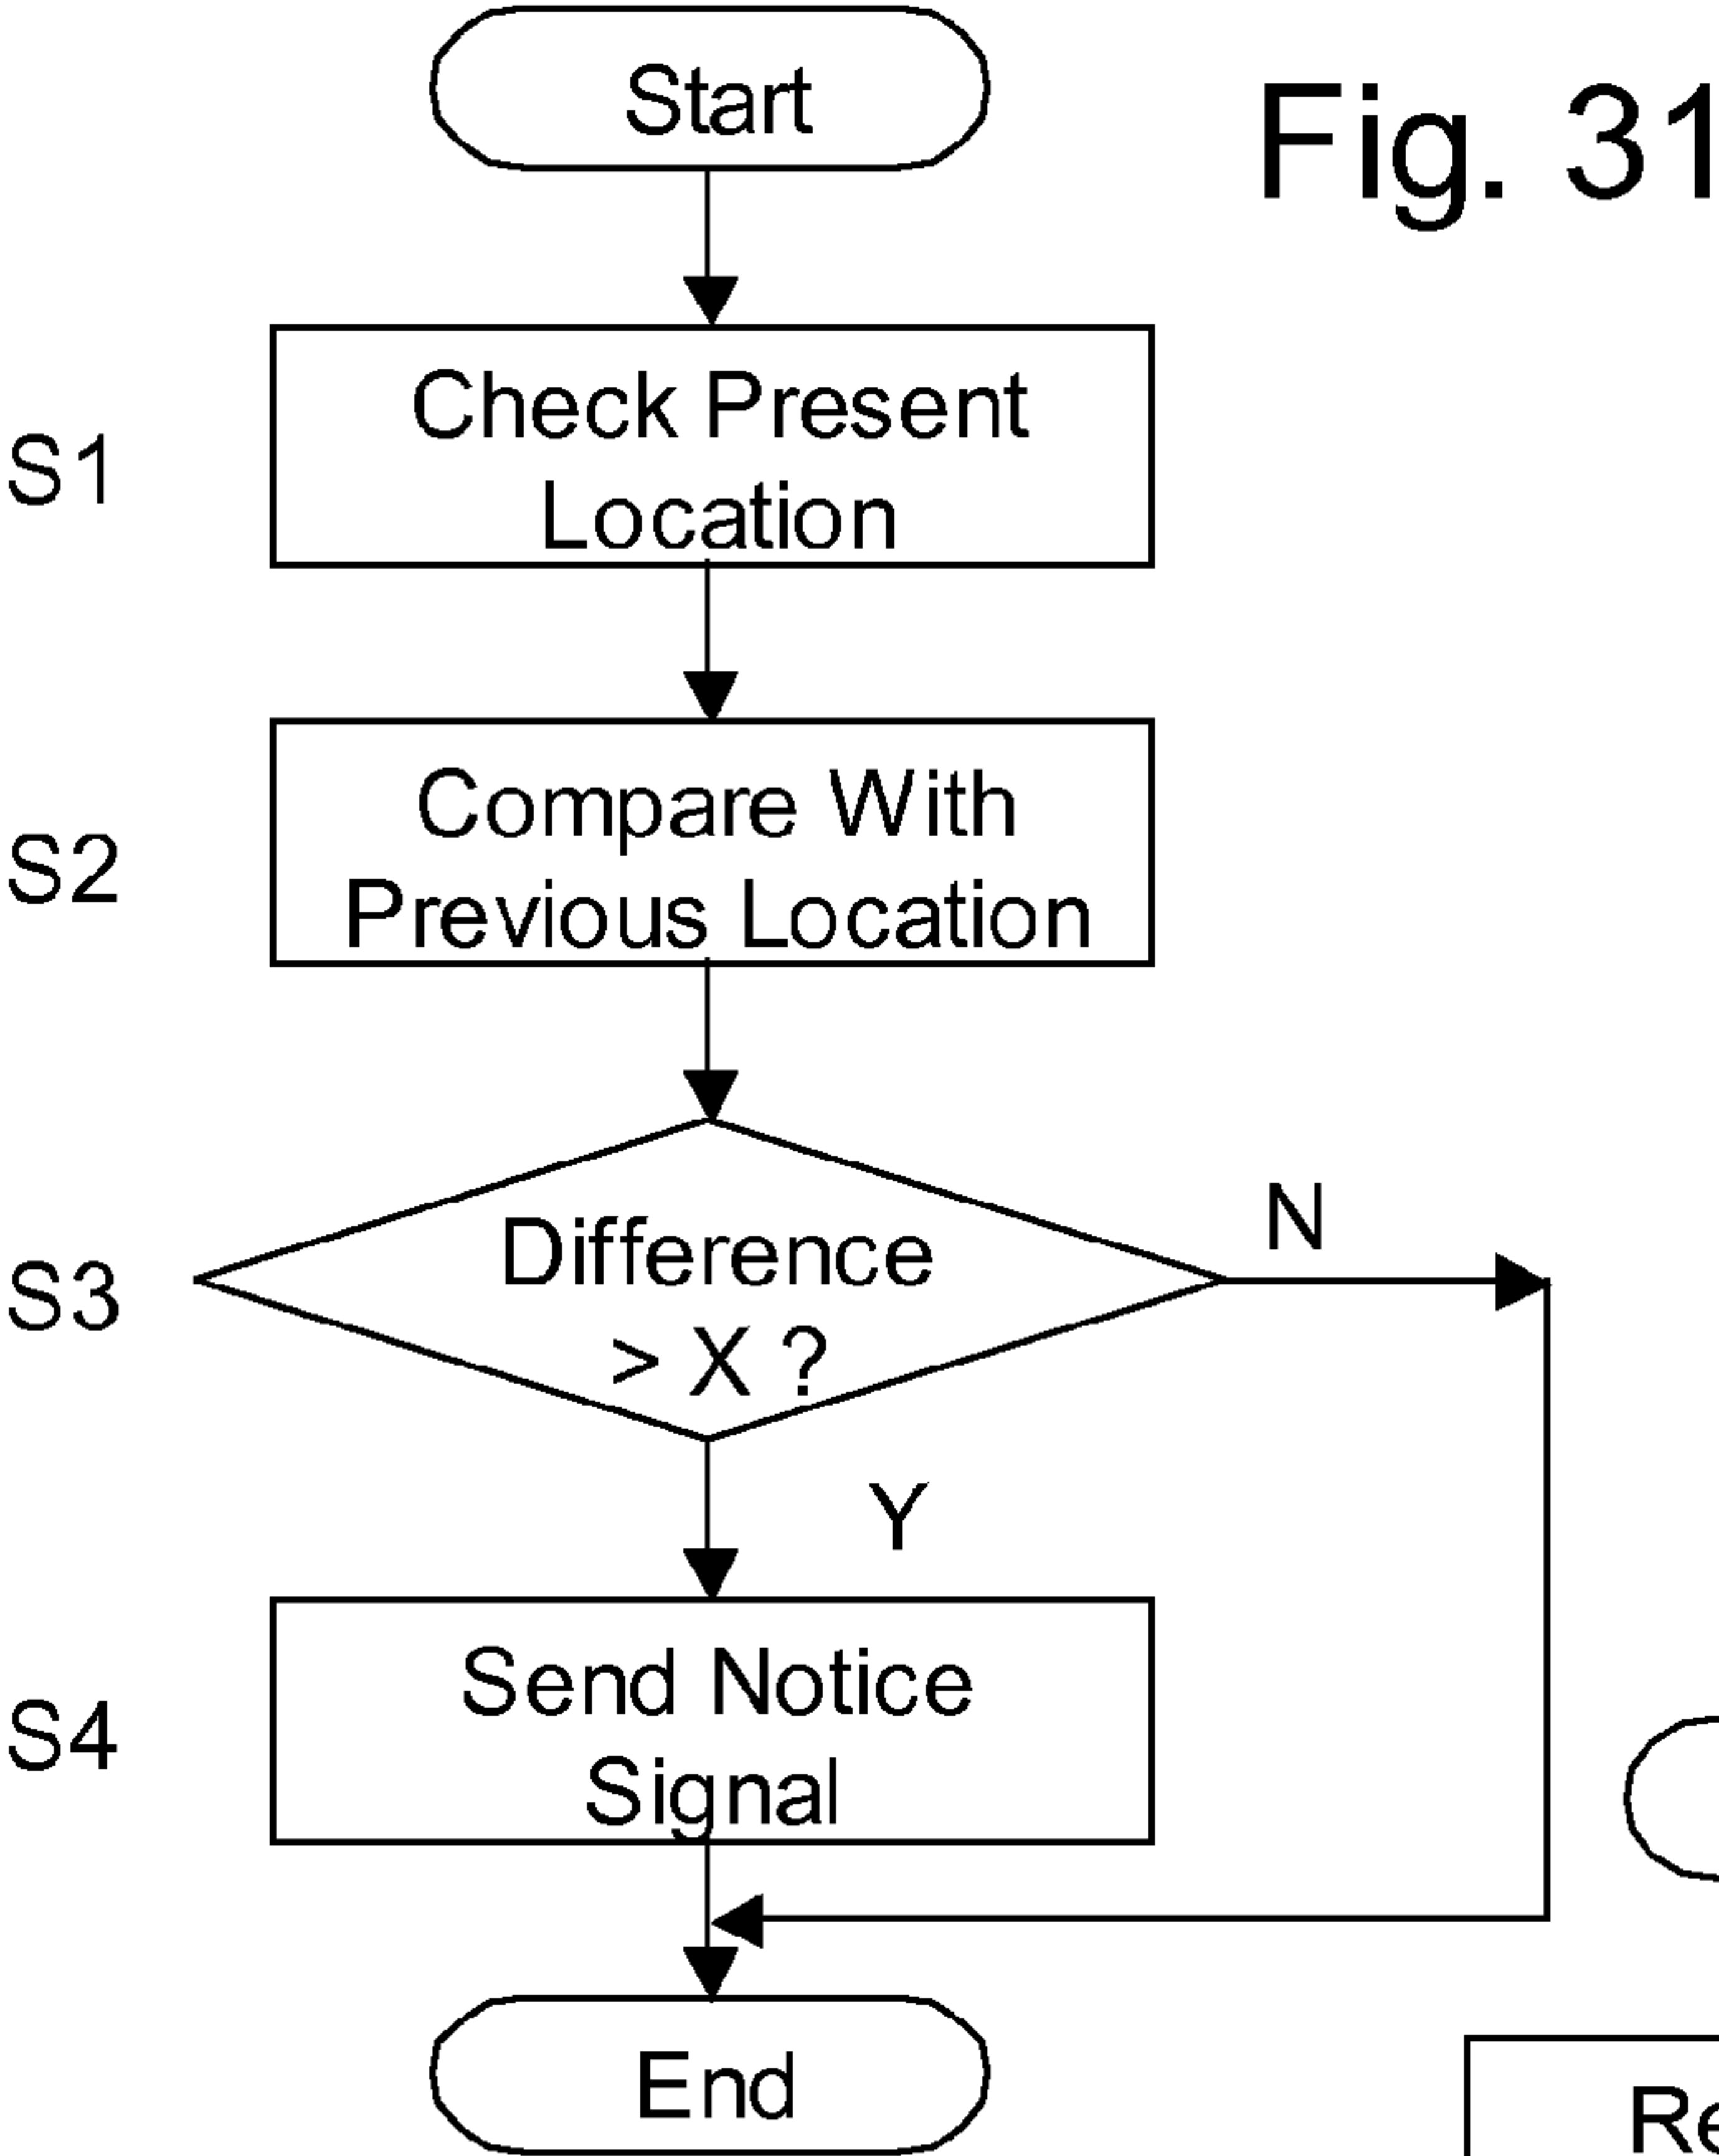 Start
Fig. 31
S1
Check Present
Location
S2
Compare With
Previous Location
S3
Difference
> X ?
N
Y
S4
Send Notice
Signal
End